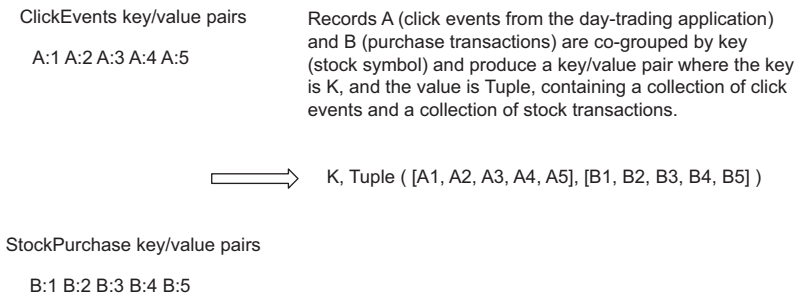 ClickEvents key/value pairs
A:1 A:2 A:3 A:4 A:5
Records A (click events from the day-trading application)
and B (purchase transactions) are co-grouped by key
(stock symbol) and produce a key/value pair where the key
is K, and the value is Tuple, containing a collection of click
events and a collection of stock transactions.
K, Tuple ( [A1, A2, A3, A4, A5], [B1, B2, B3, B4, B5] )
StockPurchase key/value pairs
B:1 B:2 B:3 B:4 B:5